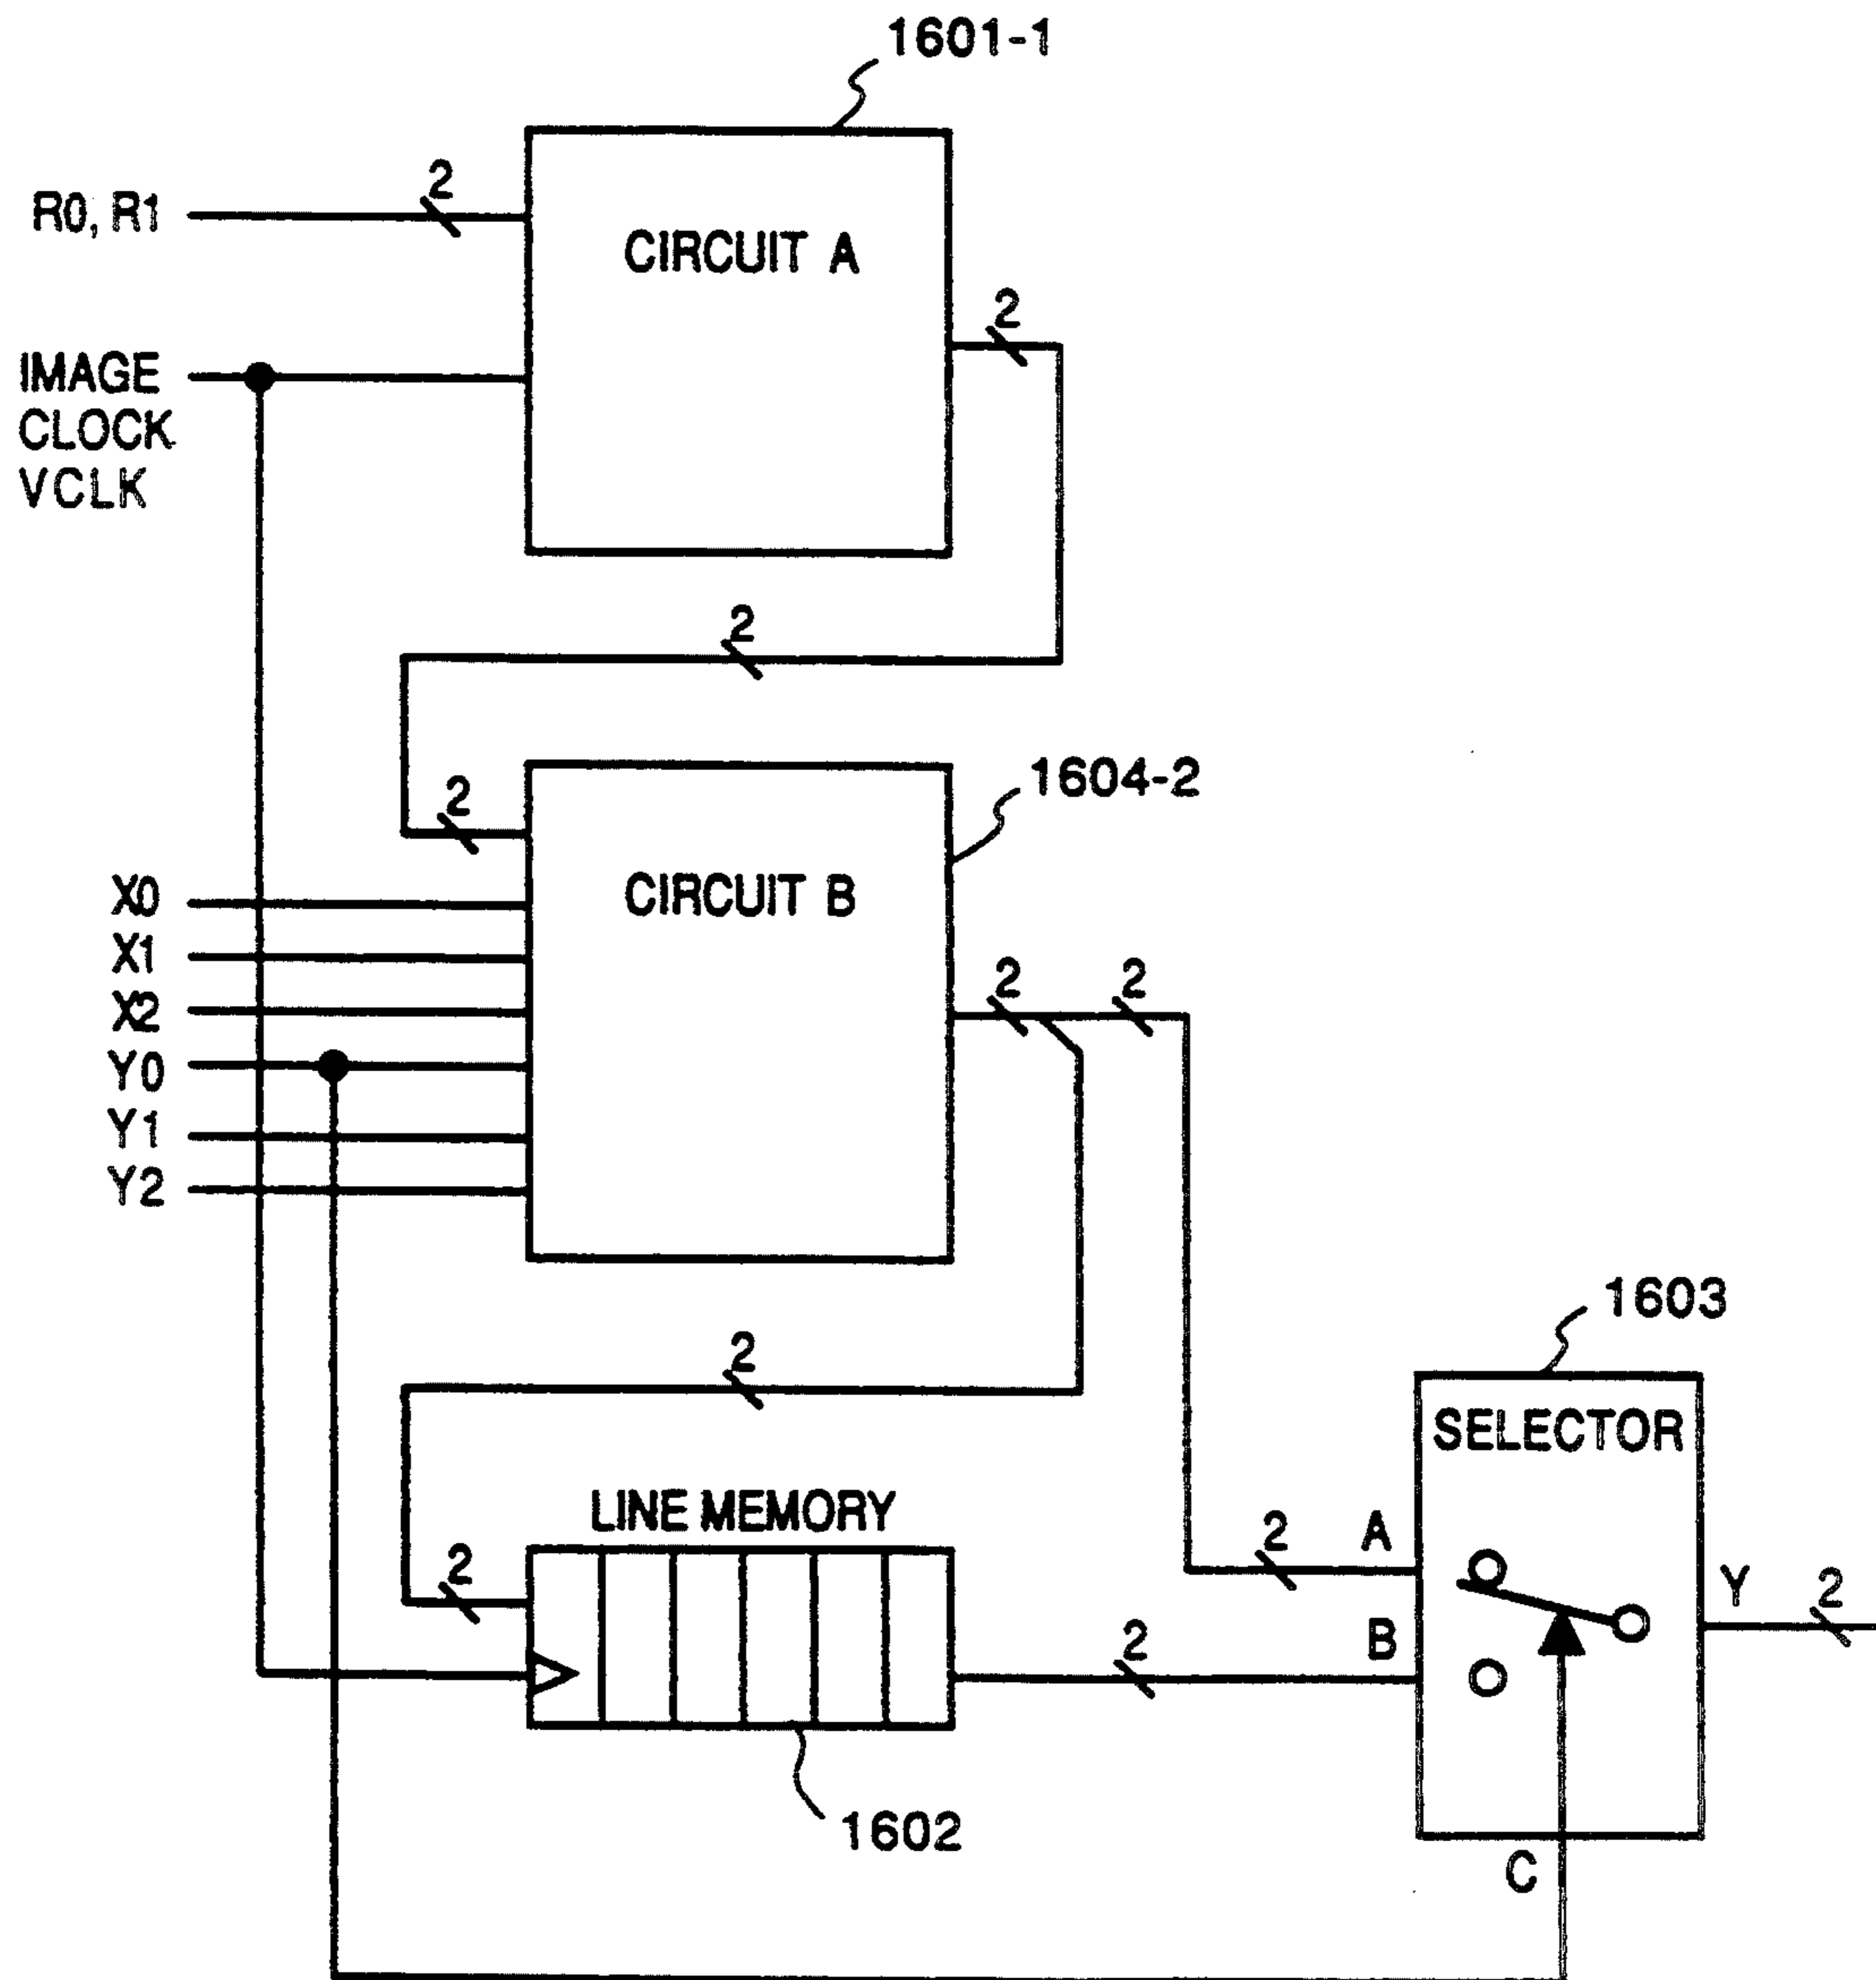 1601-1
2
R0, R1
CIRCUIT A
2
IMAGE
CLOCK
VCLK
2
1604-2
2
X0
CIRCUIT B
X1
2 2
X2
Y0
Y1
Y2
1603
2
SELECTOR
LINE MEMORY
2 A
2
Y 2
2 B
1602
C